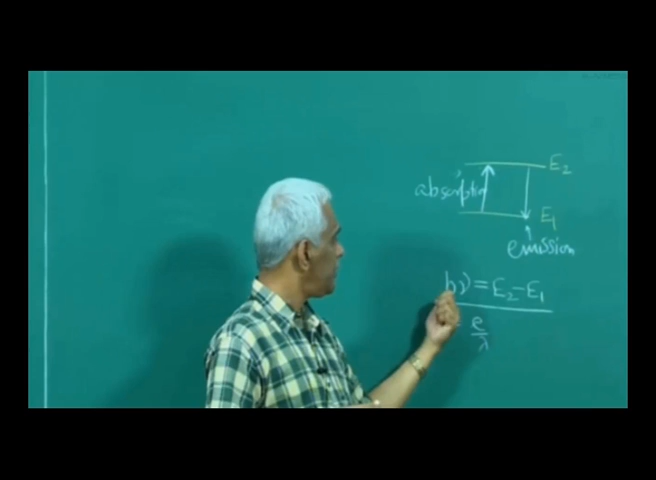 E₂
absorption
E₁
emission
hν = E₂ - E₁
c
λ